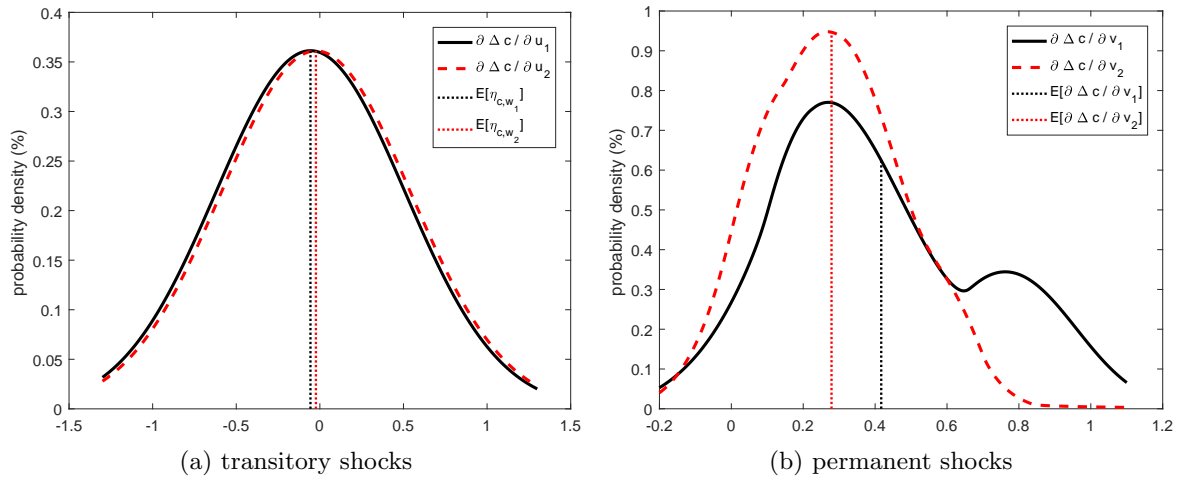 0.4
0.35
0.3
0.25
0.2
0.15
0.1
0.05
0
probability density (%)
-1.5
-1
-0.5
0
0.5
1
1.5
∂ Δ c / ∂ u1
∂ Δ c / ∂ u2
E[ηc,w1]
E[ηc,w2]
(a) transitory shocks
1
0.9
0.8
0.7
0.6
0.5
0.4
0.3
0.2
0.1
0
probability density (%)
-0.2
0
0.2
0.4
0.6
0.8
1
1.2
∂ Δ c / ∂ v1
∂ Δ c / ∂ v2
E[∂ Δ c / ∂ v1]
E[∂ Δ c / ∂ v2]
(b) permanent shocks